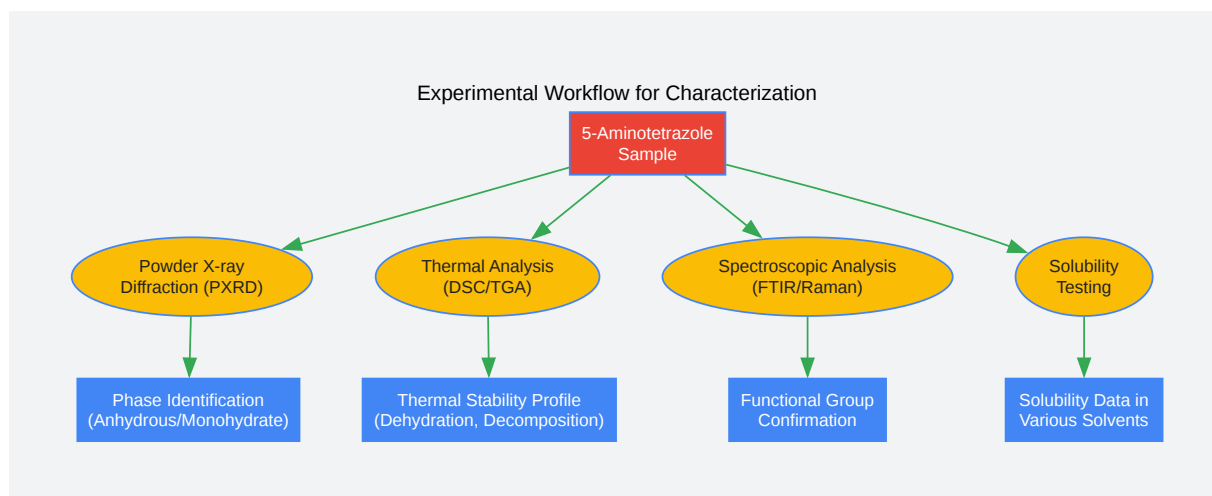 Experimental Workflow for Characterization
5-Aminotetrazole
Sample
Powder X-ray
Diffraction (PXRD)
Thermal Analysis
(DSC/TGA)
Spectroscopic Analysis
(FTIR/Raman)
Solubility
Testing
Phase Identification
(Anhydrous/Monohydrate)
Thermal Stability Profile
(Dehydration, Decomposition)
Functional Group
Confirmation
Solubility Data in
Various Solvents